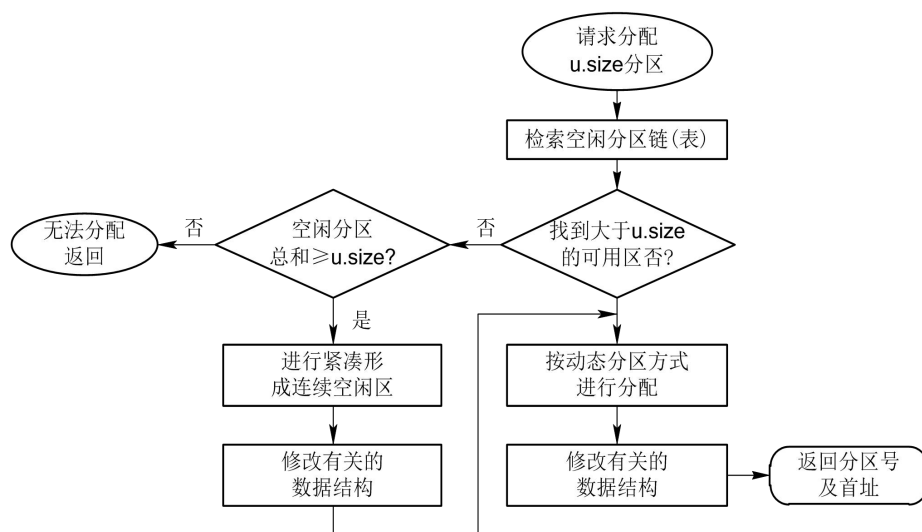 请求分配
u.size分区
检索空闲分区链(表)
找到大于u.size
的可用区否?
否
空闲分区
总和≥u.size?
否
无法分配
返回
是
进行紧凑形
成连续空闲区
修改有关的
数据结构
按动态分区方式
进行分配
修改有关的
数据结构
返回分区号
及首址